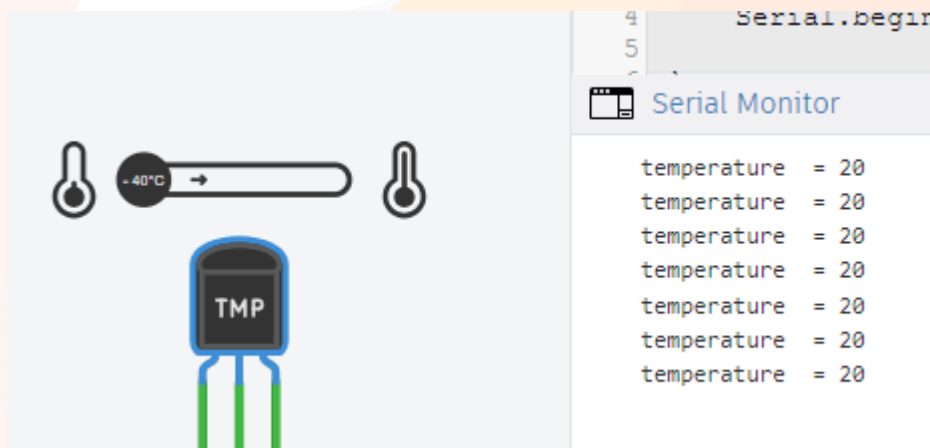 4 Serial.begin
5
Serial Monitor
- 40°C
temperature = 20
temperature = 20
temperature = 20
temperature = 20
temperature = 20
temperature = 20
temperature = 20
TMP